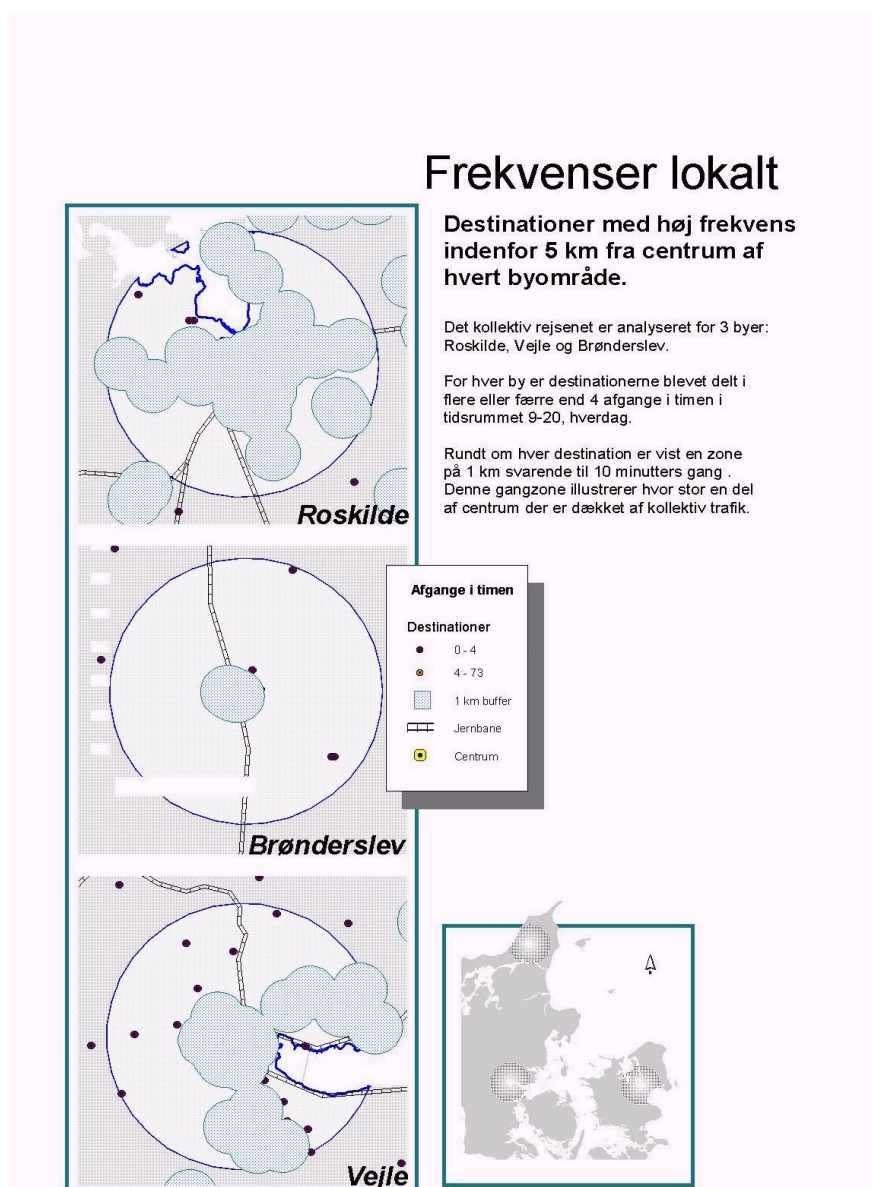 Frekvenser lokalt
Destinationer med høj frekvens
indenfor 5 km fra centrum af
hvert byområde.
Det kollektiv rejsenet er analyseret for 3 byer:
Roskilde, Vejle og Brønderslev.
For hver by er destinationerne blevet delt i
flere eller færre end 4 afgange i timen i
tidsrummet 9-20, hverdag.
Rundt om hver destination er vist en zone
på 1 km svarende til 10 minutters gang .
Denne gangzone illustrerer hvor stor en del
af centrum der er dækket af kollektiv trafik.
Roskilde
Afgange i timen
Destinationer
0 - 4
4 - 73
1 km buffer
Jernbane
Centrum
Brønderslev
Vejle